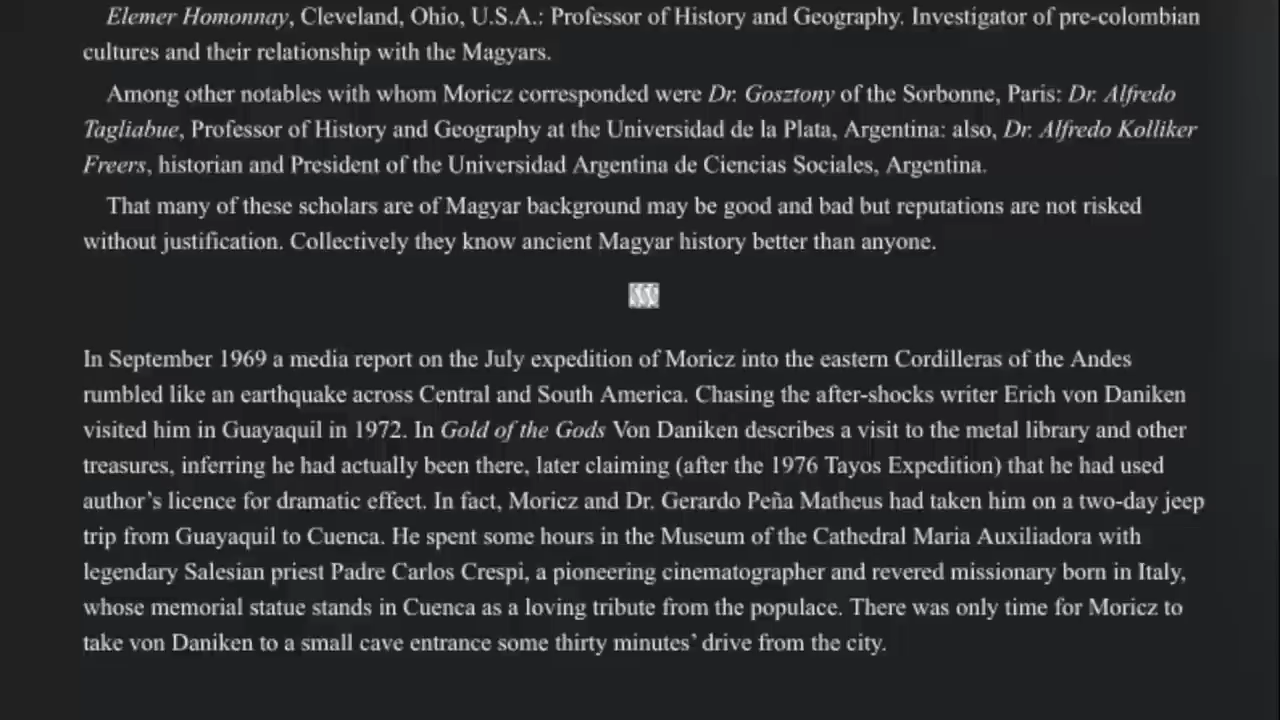 Elemer Homonnay, Cleveland, Ohio, U.S.A.: Professor of History and Geography. Investigator of pre-colombian
cultures and their relationship with the Magyars.
Among other notables with whom Moricz corresponded were Dr. Gosztony of the Sorbonne, Paris: Dr. Alfredo
Tagliabue, Professor of History and Geography at the Universidad de la Plata, Argentina: also, Dr. Alfredo Kolliker
Freers, historian and President of the Universidad Argentina de Ciencias Sociales, Argentina.
That many of these scholars are of Magyar background may be good and bad but reputations are not risked
without justification. Collectively they know ancient Magyar history better than anyone.
In September 1969 a media report on the July expedition of Moricz into the eastern Cordilleras of the Andes
rumbled like an earthquake across Central and South America. Chasing the after-shocks writer Erich von Daniken
visited him in Guayaquil in 1972. In Gold of the Gods Von Daniken describes a visit to the metal library and other
treasures, inferring he had actually been there, later claiming (after the 1976 Tayos Expedition) that he had used
author's licence for dramatic effect. In fact, Moricz and Dr. Gerardo Peña Matheus had taken him on a two-day jeep
trip from Guayaquil to Cuenca. He spent some hours in the Museum of the Cathedral Maria Auxiliadora with
legendary Salesian priest Padre Carlos Crespi, a pioneering cinematographer and revered missionary born in Italy,
whose memorial statue stands in Cuenca as a loving tribute from the populace. There was only time for Moricz to
take von Daniken to a small cave entrance some thirty minutes' drive from the city.